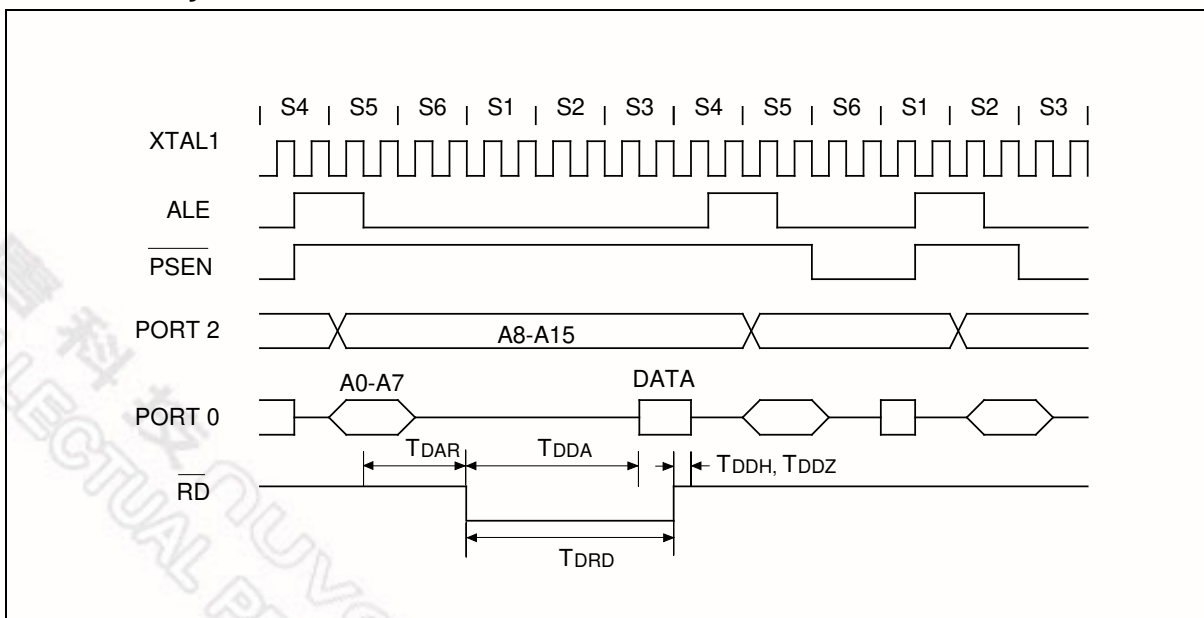 S4 S5 S6 S1 S2 S3 S4 S5 S6 S1 S2 S3
XTAL1
ALE
PSEN
PORT 2
A8-A15
A0-A7
DATA
PORT 0
TDAR
TDDA
TDDH, TDDZ
RD
TDRD